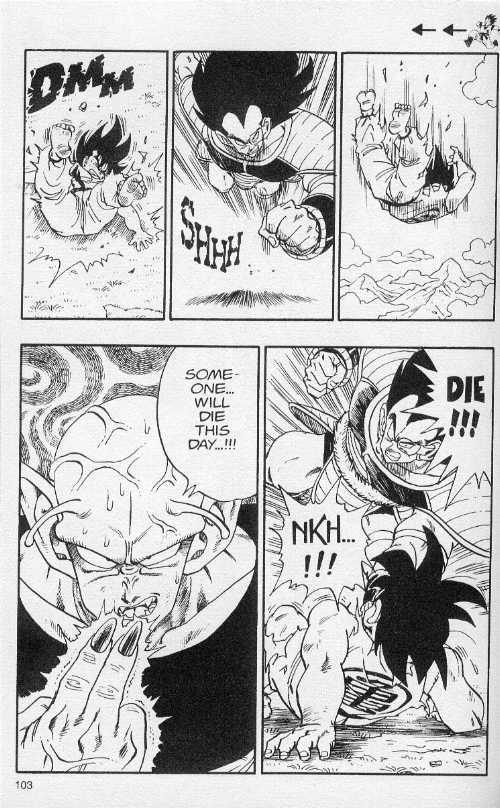 SHHH
DMM
DIE
!!!
NKH...
!!!
SOME-
ONE...
WILL
DIE
THIS
DAY...!!!
103